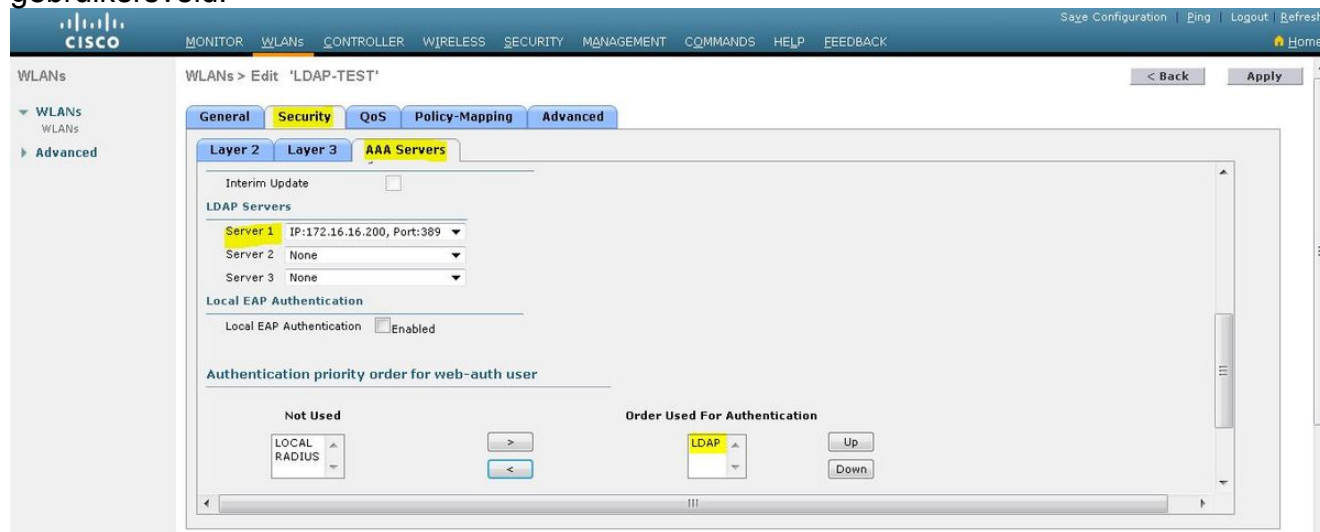 gebruikersveld.
Save Configuration | Ping | Logout | Refresh
CISCO
MONITOR WLANs CONTROLLER WIRELESS SECURITY MANAGEMENT COMMANDS HELP FEEDBACK
Home
WLANs
WLANs > Edit 'LDAP-TEST'
< Back
Apply
WLANs
WLANs
Advanced
General Security QoS Policy-Mapping Advanced
Layer 2 Layer 3 AAA Servers
Interim Update
LDAP Servers
Server 1 IP:172.16.16.200, Port:389
Server 2 None
Server 3 None
Local EAP Authentication
Local EAP Authentication Enabled
Authentication priority order for web-auth user
Not Used
Order Used For Authentication
LOCAL
RADIUS
>
<
LDAP
Up
Down